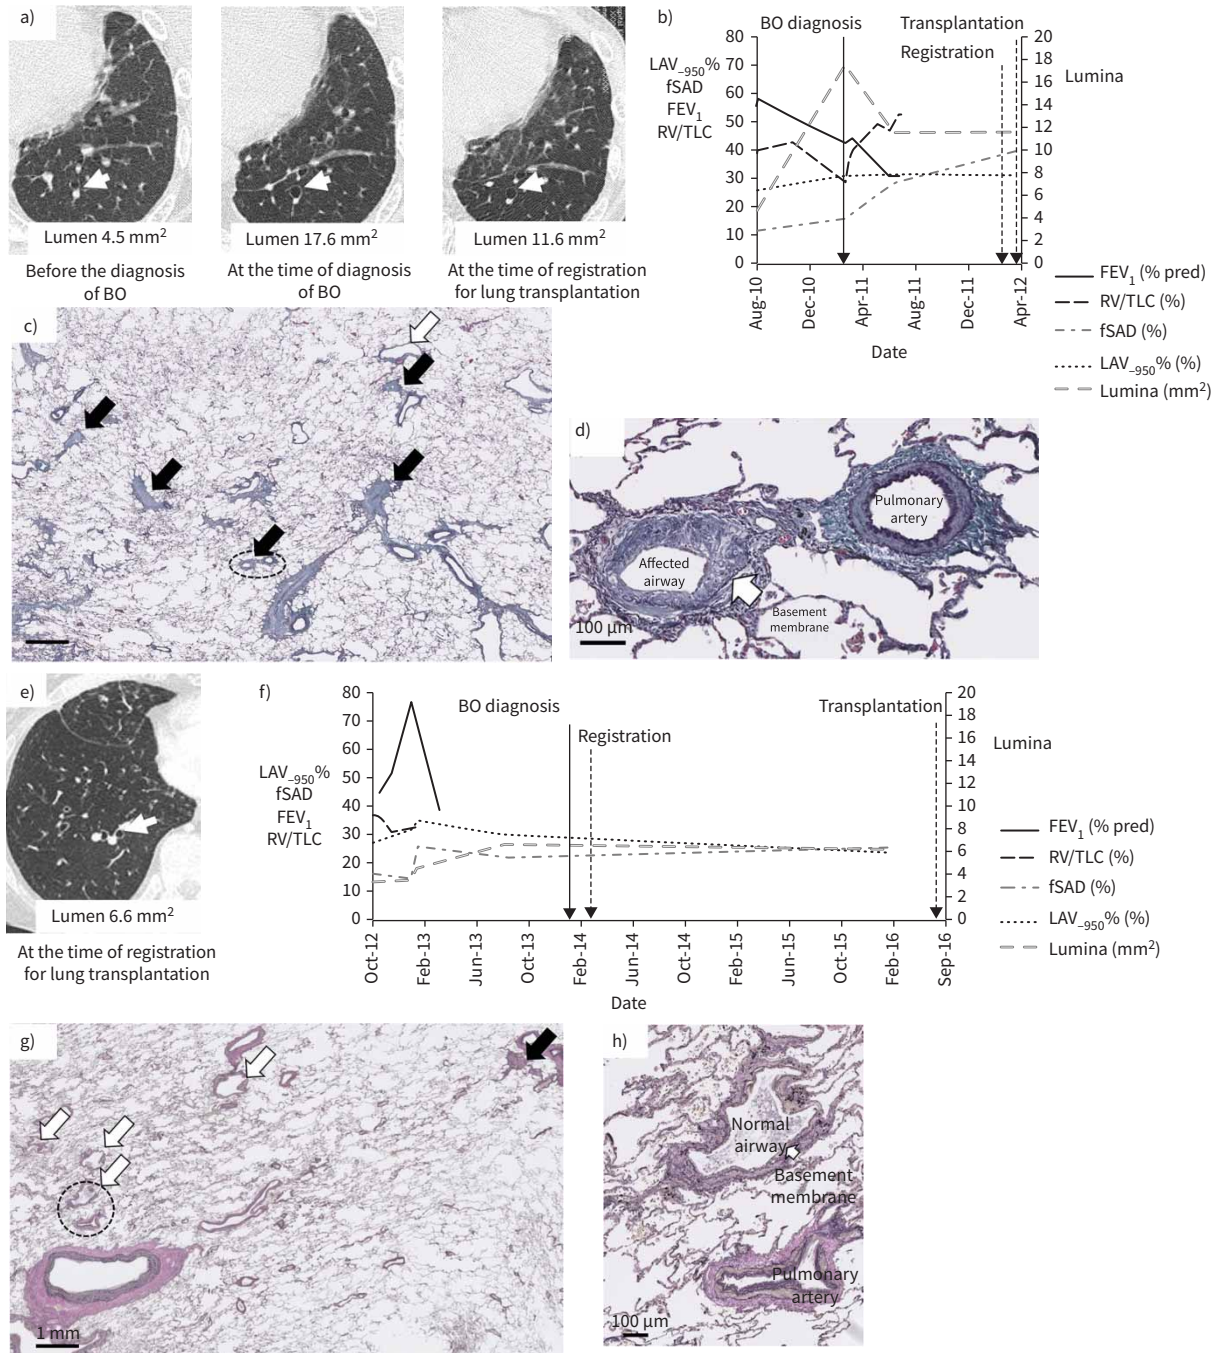 a)
Lumen 4.5 mm²
Before the diagnosis
of BO
Lumen 17.6 mm²
At the time of diagnosis
of BO
Lumen 11.6 mm²
At the time of registration
for lung transplantation
b)
BO diagnosis
Transplantation
Registration
LAV₋₉₅₀%
fSAD
FEV₁
RV/TLC
Lumina
80
70
60
50
40
30
20
10
0
20
18
16
14
12
10
8
6
4
2
0
Aug-10
Dec-10
Apr-11
Aug-11
Dec-11
Apr-12
Date
FEV₁ (% pred)
RV/TLC (%)
fSAD (%)
LAV₋₉₅₀% (%)
Lumina (mm²)
c)
d)
Pulmonary
artery
Affected
airway
Basement
membrane
100 µm
e)
Lumen 6.6 mm²
At the time of registration
for lung transplantation
f)
BO diagnosis
Registration
Transplantation
LAV₋₉₅₀%
fSAD
FEV₁
RV/TLC
Lumina
80
70
60
50
40
30
20
10
0
20
18
16
14
12
10
8
6
4
2
0
Oct-12
Feb-13
Jun-13
Oct-13
Feb-14
Jun-14
Oct-14
Feb-15
Jun-15
Oct-15
Feb-16
Sep-16
Date
FEV₁ (% pred)
RV/TLC (%)
fSAD (%)
LAV₋₉₅₀% (%)
Lumina (mm²)
g)
1 mm
h)
Normal
airway
Basement
membrane
Pulmonary
artery
100 µm